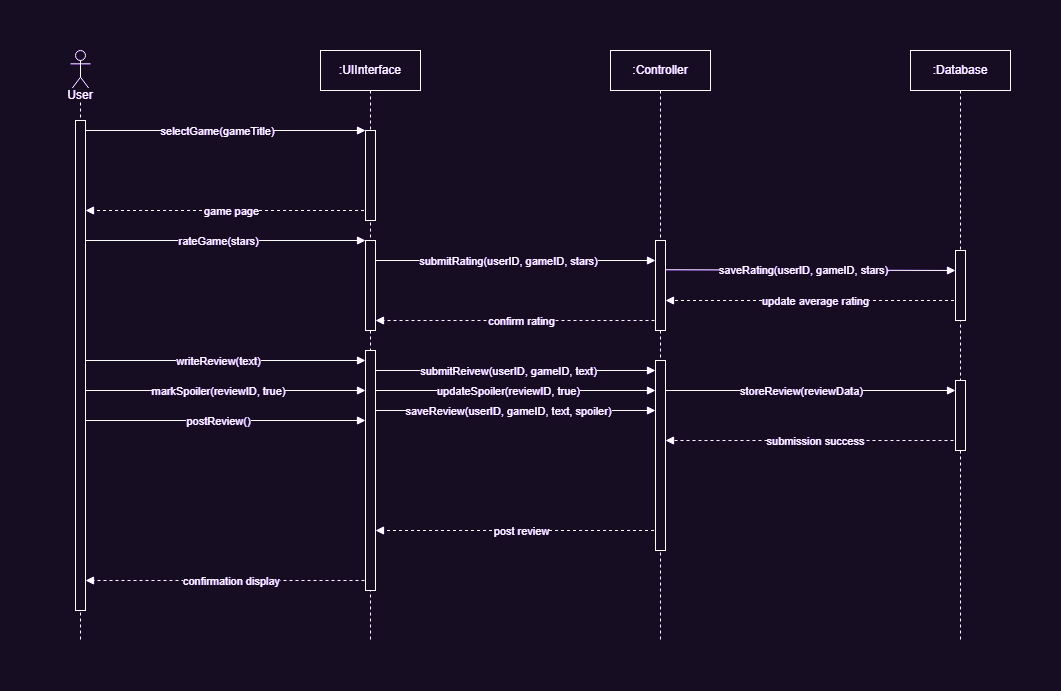 User
:UIInterface
:Controller
:Database
selectGame(gameTitle)
game page
rateGame(stars)
submitRating(userID, gameID, stars)
saveRating(userID, gameID, stars)
update average rating
confirm rating
writeReview(text)
submitReivew(userID, gameID, text)
markSpoiler(reviewID, true)
updateSpoiler(reviewID, true)
storeReview(reviewData)
saveReview(userID, gameID, text, spoiler)
postReview()
submission success
post review
confirmation display